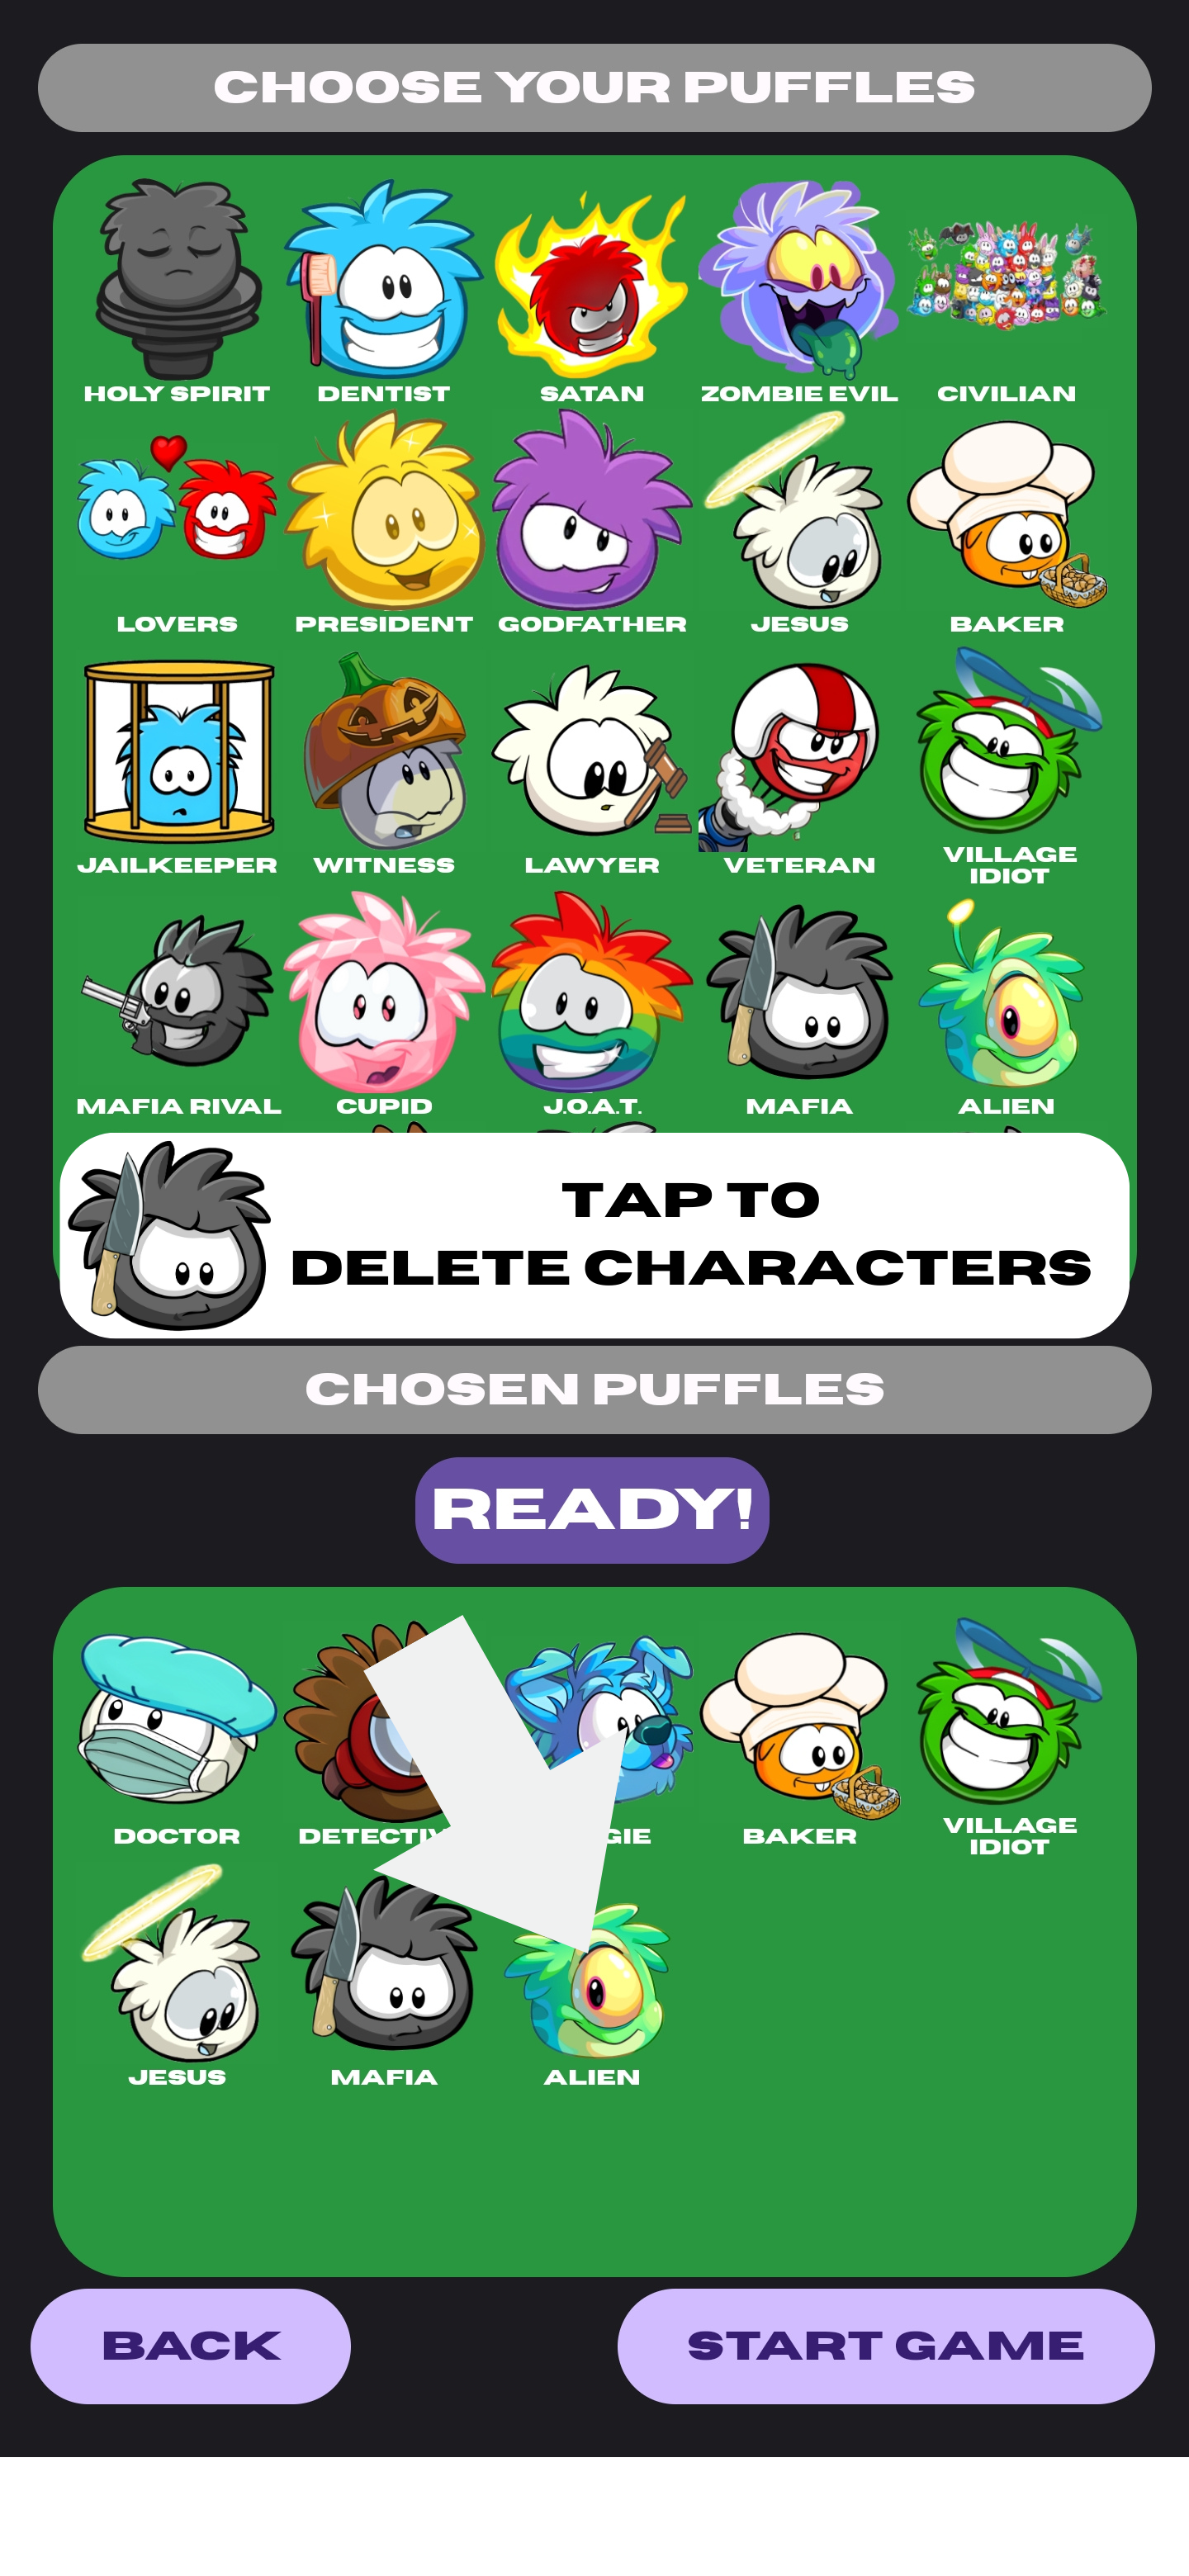 CHOOSE YOUR PUFFLES
HOLY SPIRIT DENTIST SATAN ZOMBIE EVIL CIVILIAN
LOVERS PRESIDENT GODFATHER JESUS BAKER
JAILKEEPER WITNESS LAWYER VETERAN VILLAGE
IDIOT
MAFIA RIVAL CUPID J.O.A.T. MAFIA ALIEN
TAP TO
DELETE CHARACTERS
CHOSEN PUFFLES
READY!
DOCTOR BAKER VILLAGE
IDIOT
JESUS MAFIA ALIEN
BACK START GAME